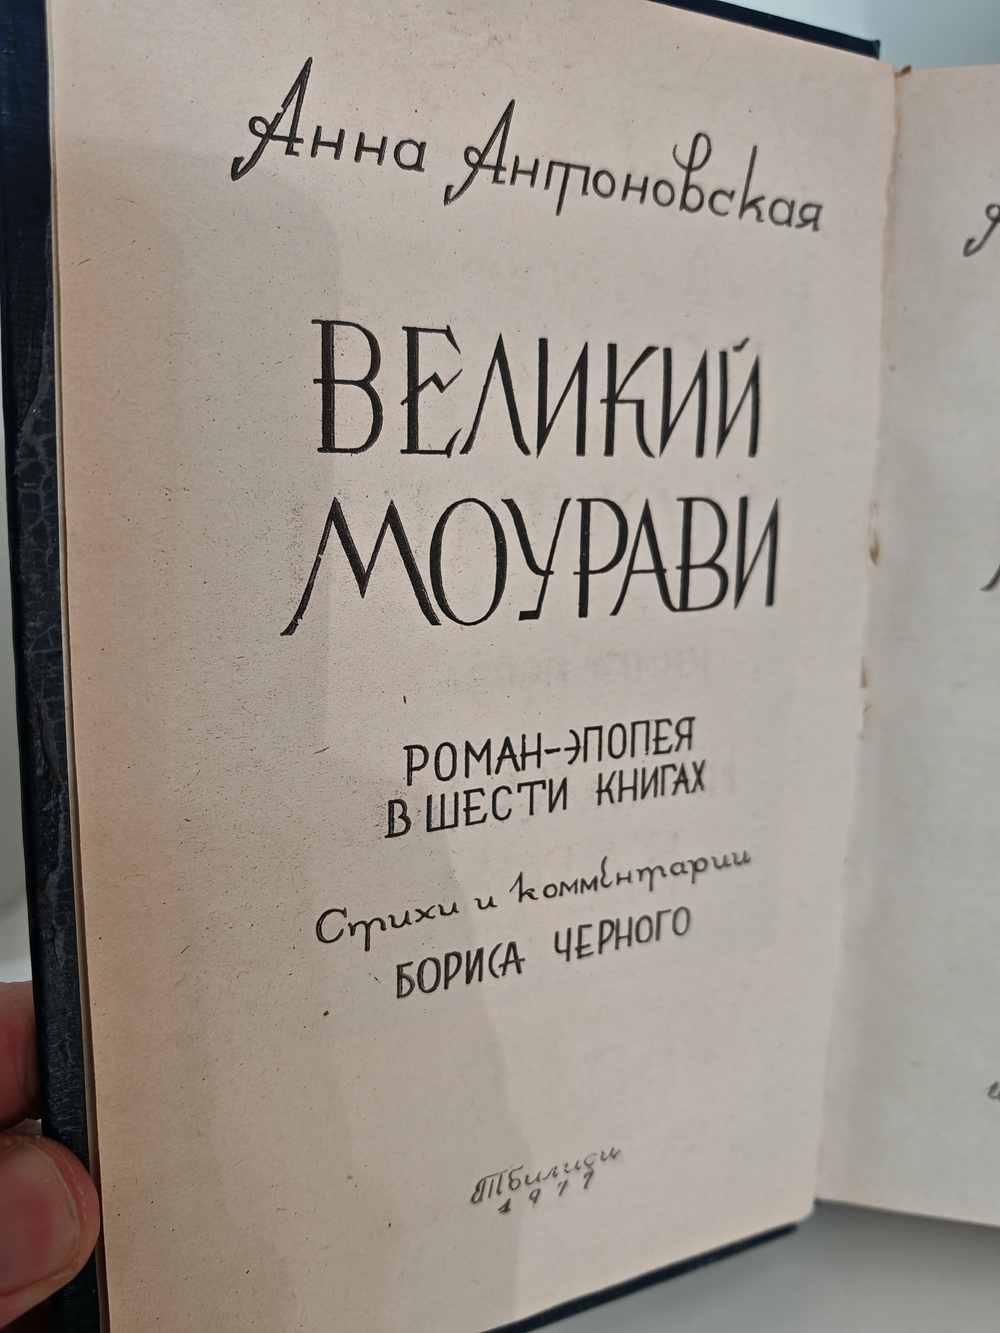 Анна Антоновская
ВЕЛИКИЙ
МОУРАВИ
РОМАН-ЭПОПЕЯ
В ШЕСТИ КНИГАХ
Стихи и комментарии
БОРИСА ЧЕРНОГО
Тбилиси
1977